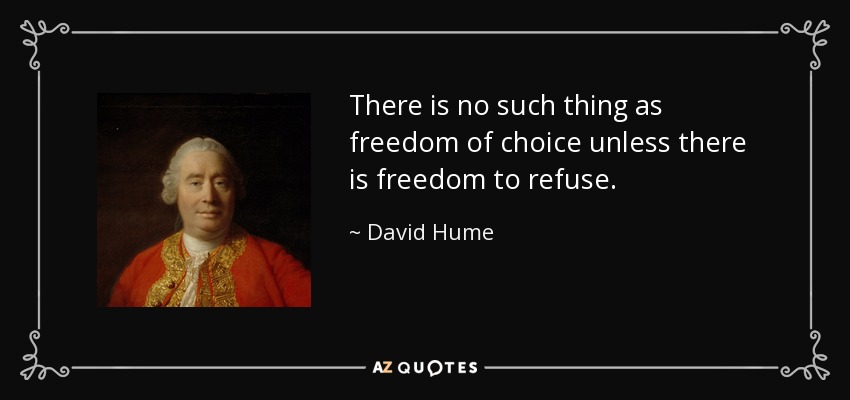 There is no such thing as
freedom of choice unless there
is freedom to refuse.
~ David Hume
AZ QUOTES